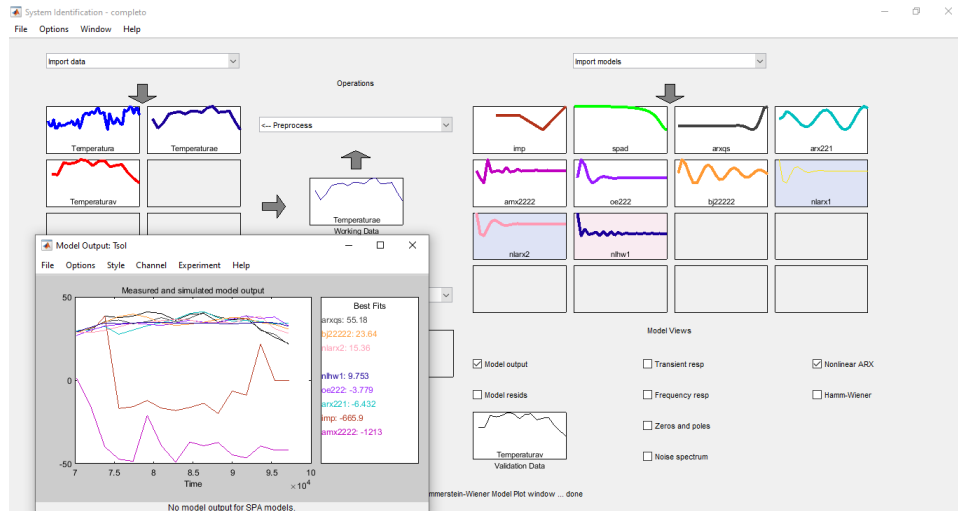 System Identification - completo
File Options Window Help
Import data
Import models
Operations
<-- Preprocess
Temperatura
Temperaturae
imp
spad
arxqs
arx221
Temperaturav
Temperaturae
Working Data
amx2222
oe222
bj22222
nlarx1
nlarx2
nlhw1
Model Output: Tsol
File Options Style Channel Experiment Help
Measured and simulated model output
50
0
-50
7 7.5 8 8.5 9 9.5 10
Time
×10^4
Best Fits
arxqs: 55.18
bj22222: 23.64
nlarx2: 15.36
nlhw1: 9.753
oe222: -3.779
arx221: -6.432
imp: -665.9
amx2222: -1213
No model output for SPA models.
Model Views
Model output
Transient resp
Nonlinear ARX
Model resids
Frequency resp
Hamm-Wiener
Zeros and poles
Temperaturav
Validation Data
Noise spectrum
Hammerstein-Wiener Model Plot window ... done